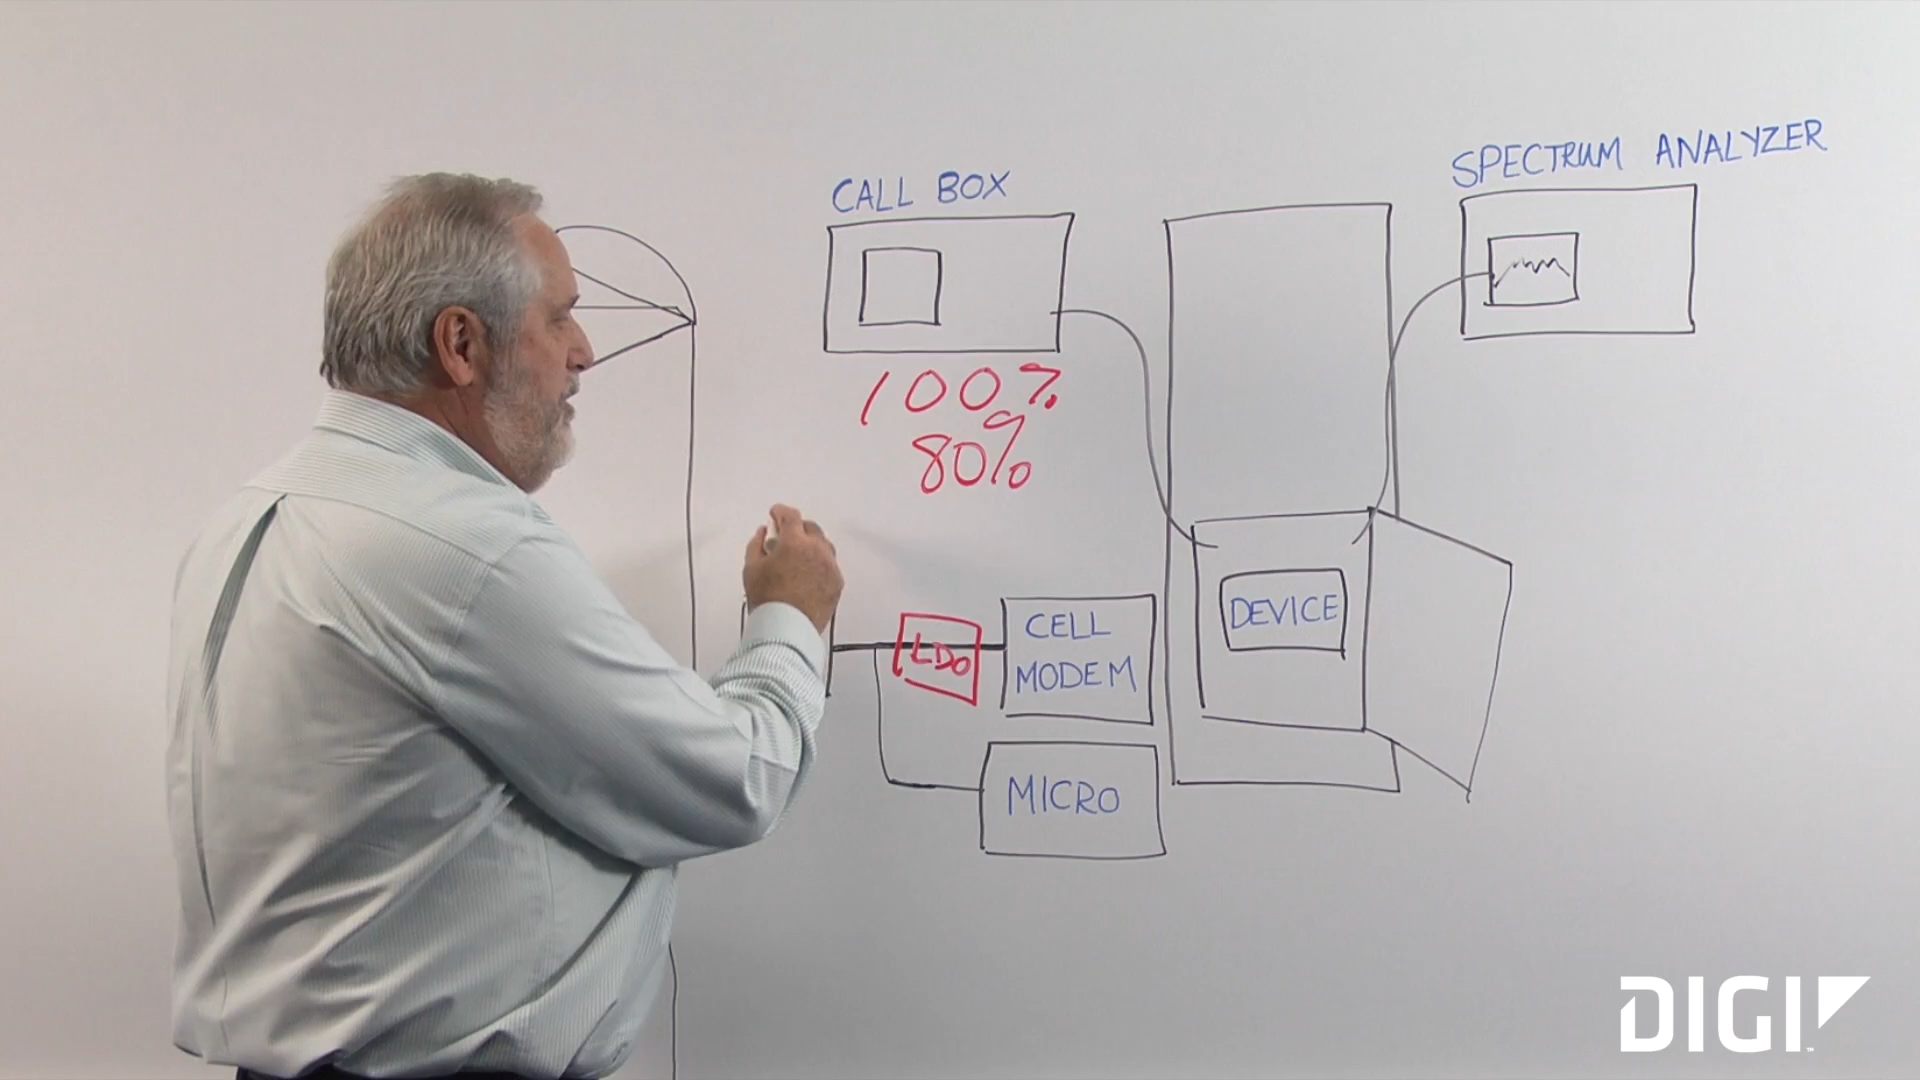 CALL BOX
SPECTRUM ANALYZER
100%
80%
LDO
CELL
MODEM
DEVICE
MICRO
DIGI